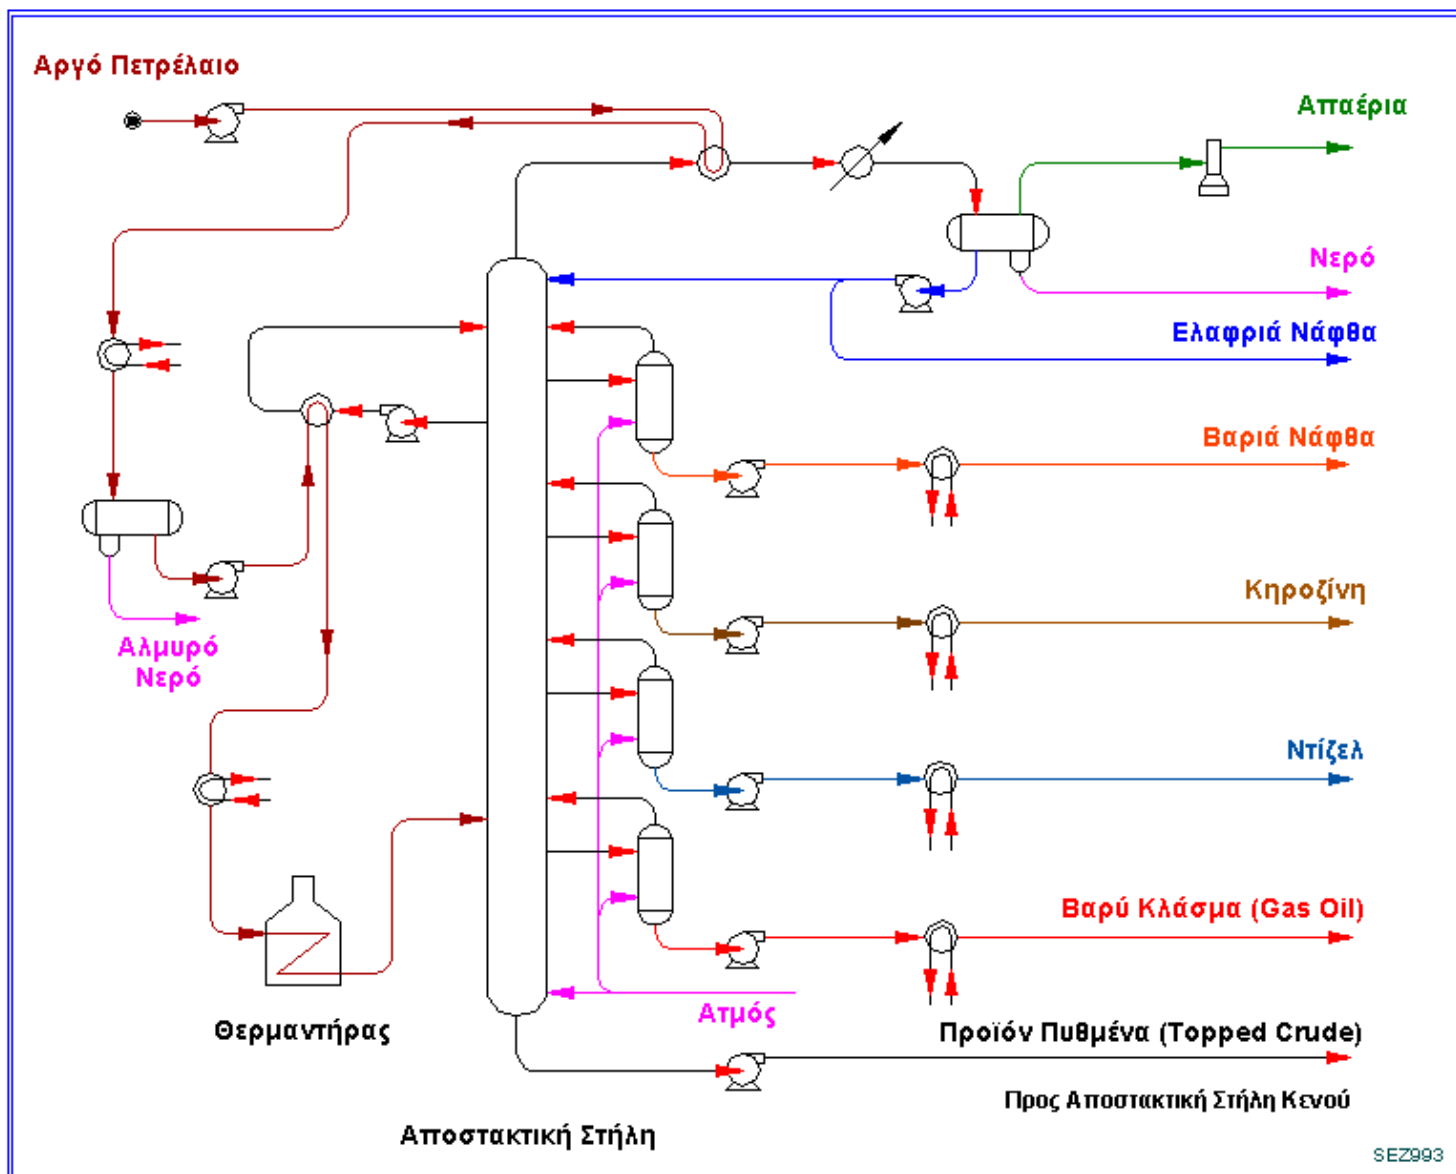 Αργό Πετρέλαιο
Απαέρια
Νερό
Ελαφριά Νάφθα
Βαριά Νάφθα
Κηροζίνη
Αλμυρό
Νερό
Ντίζελ
Βαρύ Κλάσμα (Gas Oil)
Ατμός
Θερμαντήρας
Προϊόν Πυθμένα (Topped Crude)
Προς Αποστακτική Στήλη Κενού
Αποστακτική Στήλη
SEZ993